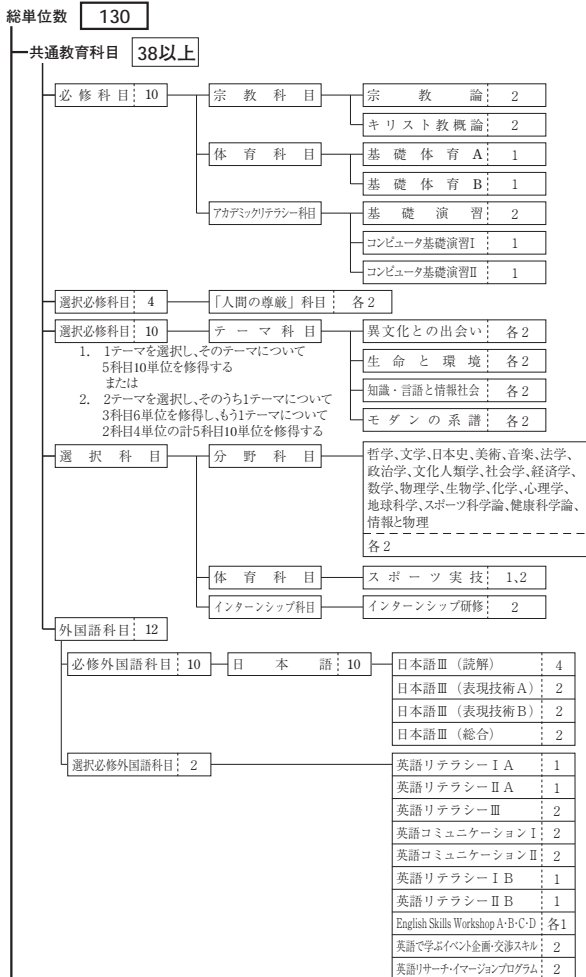 総単位数 130
共通教育科目 38以上
必修科目 10
宗教科目
宗教論 2
キリスト教概論 2
体育科目
基礎体育A 1
基礎体育B 1
アカデミックリテラシー科目
基礎演習 2
コンピュータ基礎演習I 1
コンピュータ基礎演習II 1
選択必修科目 4
「人間の尊厳」科目 各2
選択必修科目 10
テーマ科目
異文化との出会い 各2
生命と環境 各2
知識・言語と情報社会 各2
モダンの系譜 各2
1. 1テーマを選択し、そのテーマについて
5科目10単位を修得する
または
2. 2テーマを選択し、そのうち1テーマについて
3科目6単位を修得し、もう1テーマについて
2科目4単位の計5科目10単位を修得する
選択科目
分野科目
哲学、文学、日本史、美術、音楽、法学、
政治学、文化人類学、社会学、経済学、
数学、物理学、生物学、化学、心理学、
地球科学、スポーツ科学論、健康科学論、
情報と物理
各2
体育科目
スポーツ実技 1,2
インターンシップ科目
インターンシップ研修 2
外国語科目 12
必修外国語科目 10
日本語 10
日本語Ⅲ（読解） 4
日本語Ⅲ（表現技術A） 2
日本語Ⅲ（表現技術B） 2
日本語Ⅲ（総合） 2
選択必修外国語科目 2
英語リテラシーⅠA 1
英語リテラシーⅡA 1
英語リテラシーⅢ 2
英語コミュニケーションⅠ 2
英語コミュニケーションⅡ 2
英語リテラシーⅠB 1
英語リテラシーⅡB 1
English Skills Workshop A・B・C・D 各1
英語で学ぶイベント企画・交渉スキル 2
英語リサーチ・イマージョンプログラム 2